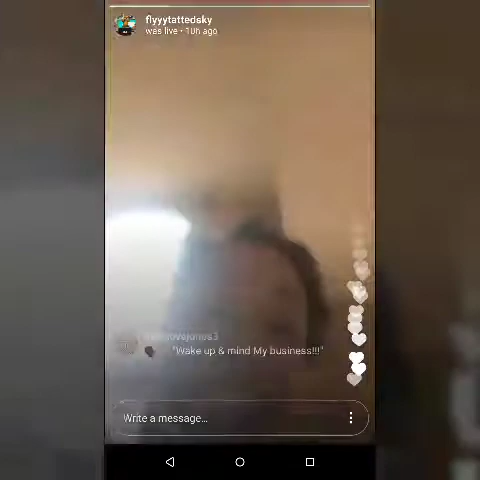 flyyytattedsky
was live • 10h ago
"Wake up & mind My business!!!"
Write a message...